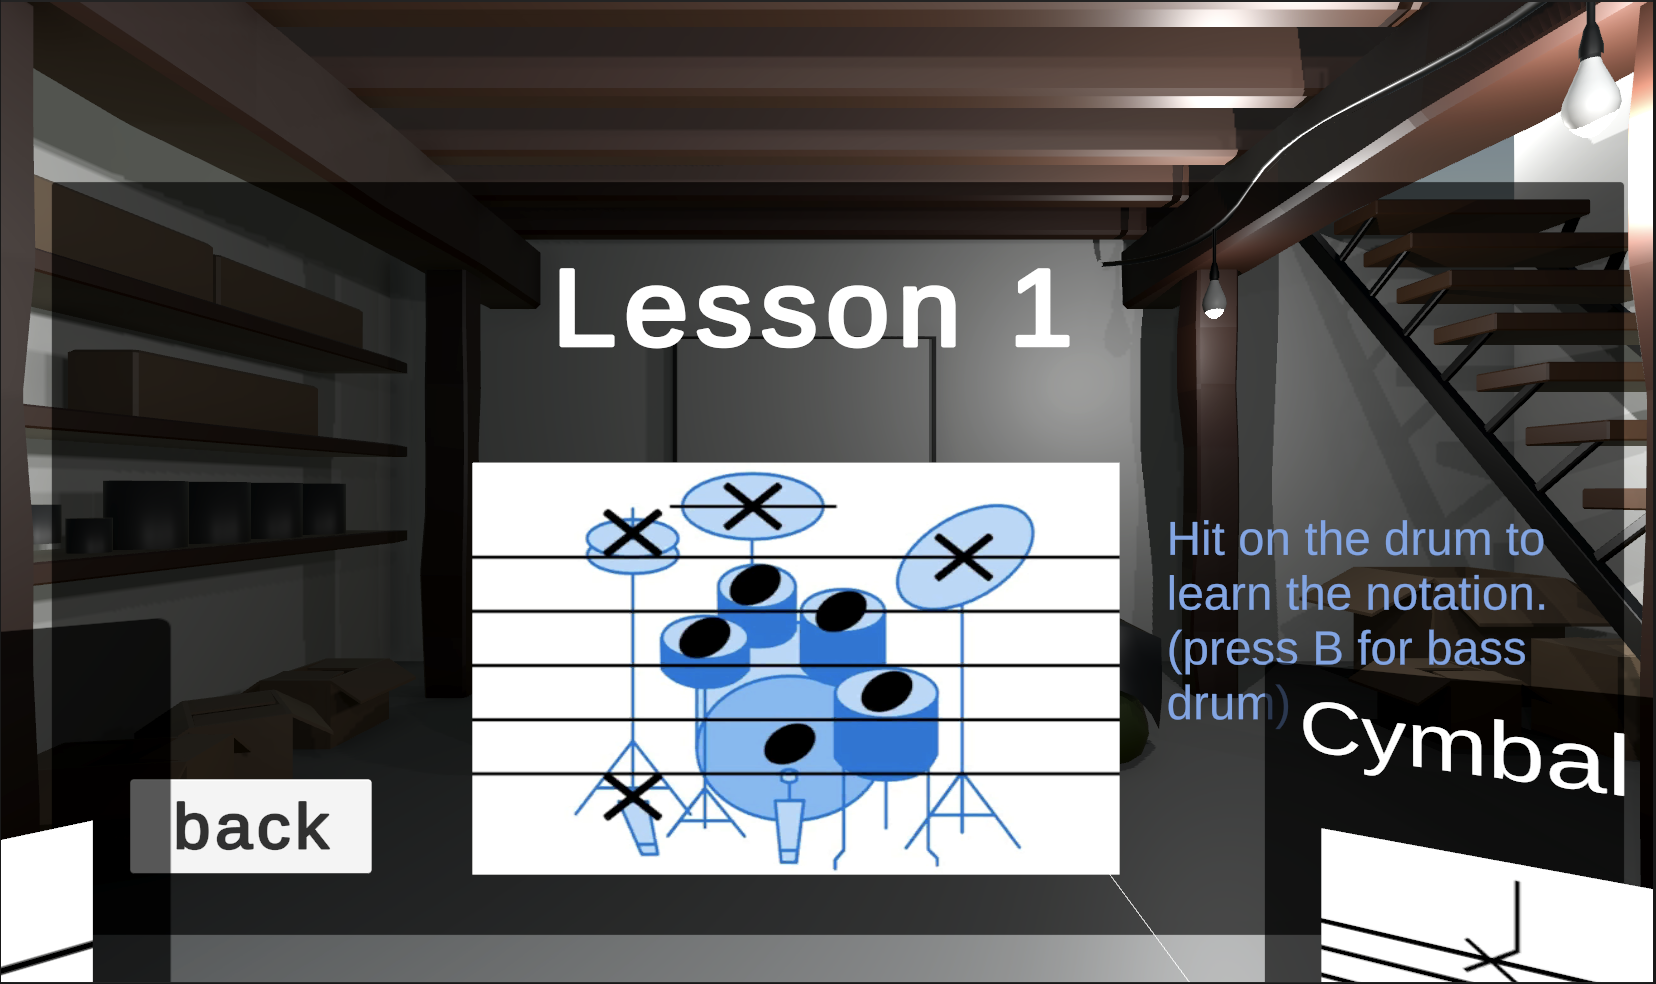 Lesson 1
Hit on the drum to
learn the notation.
(press B for bass
drum)
Cymbal
back